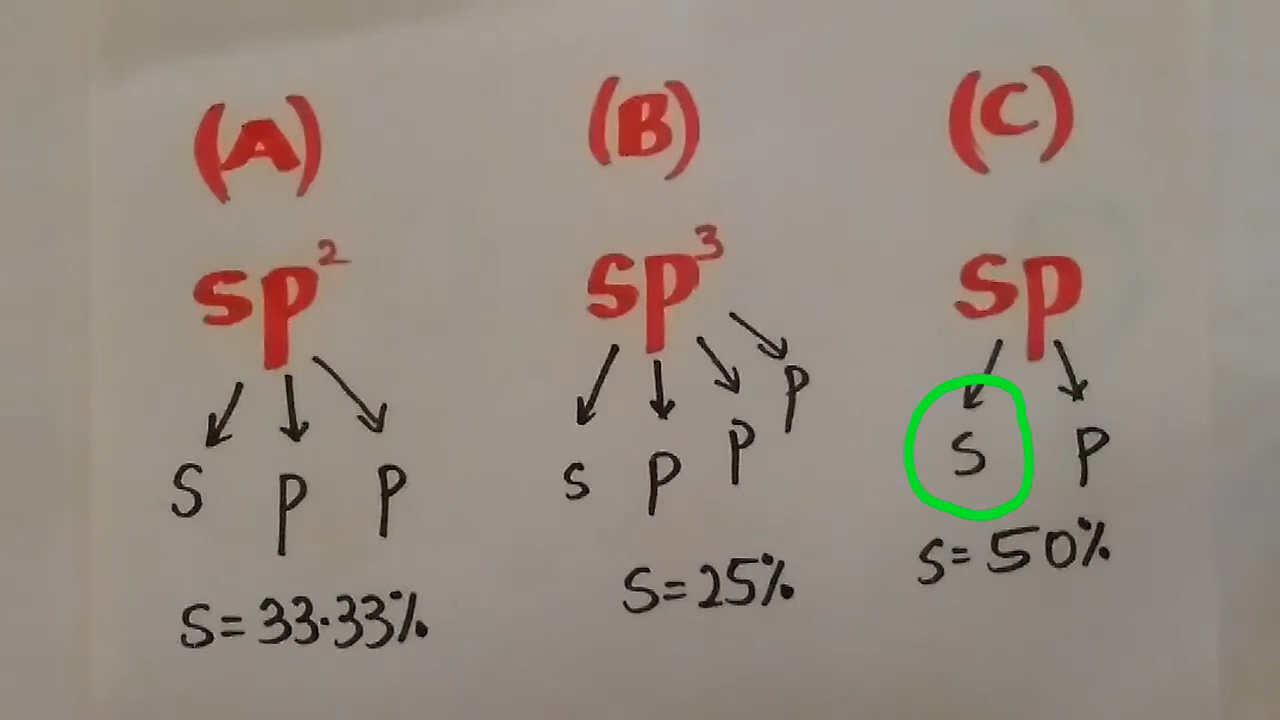 (A) (B) (C)
sp² sp³ sp
S P P S P P P S P
S=33.33% S=25% S=50%